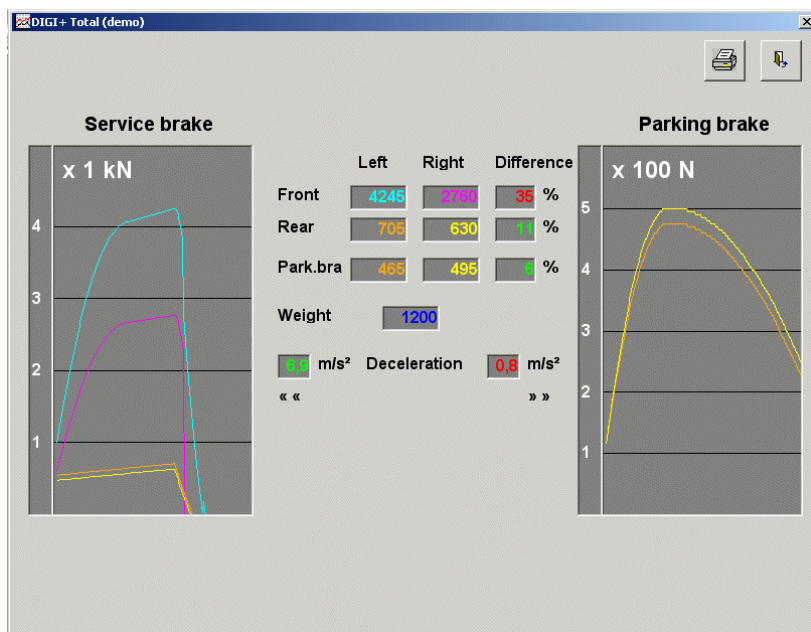 DIGI+ Total (demo)
Service brake
Parking brake
x 1 kN
4
3
2
1
Left Right Difference
Front 4245 2760 35 %
Rear 705 630 11 %
Park.bra 465 495 6 %
Weight 1200
6,9 m/s² Deceleration 0,8 m/s²
« « » »
x 100 N
5
4
3
2
1